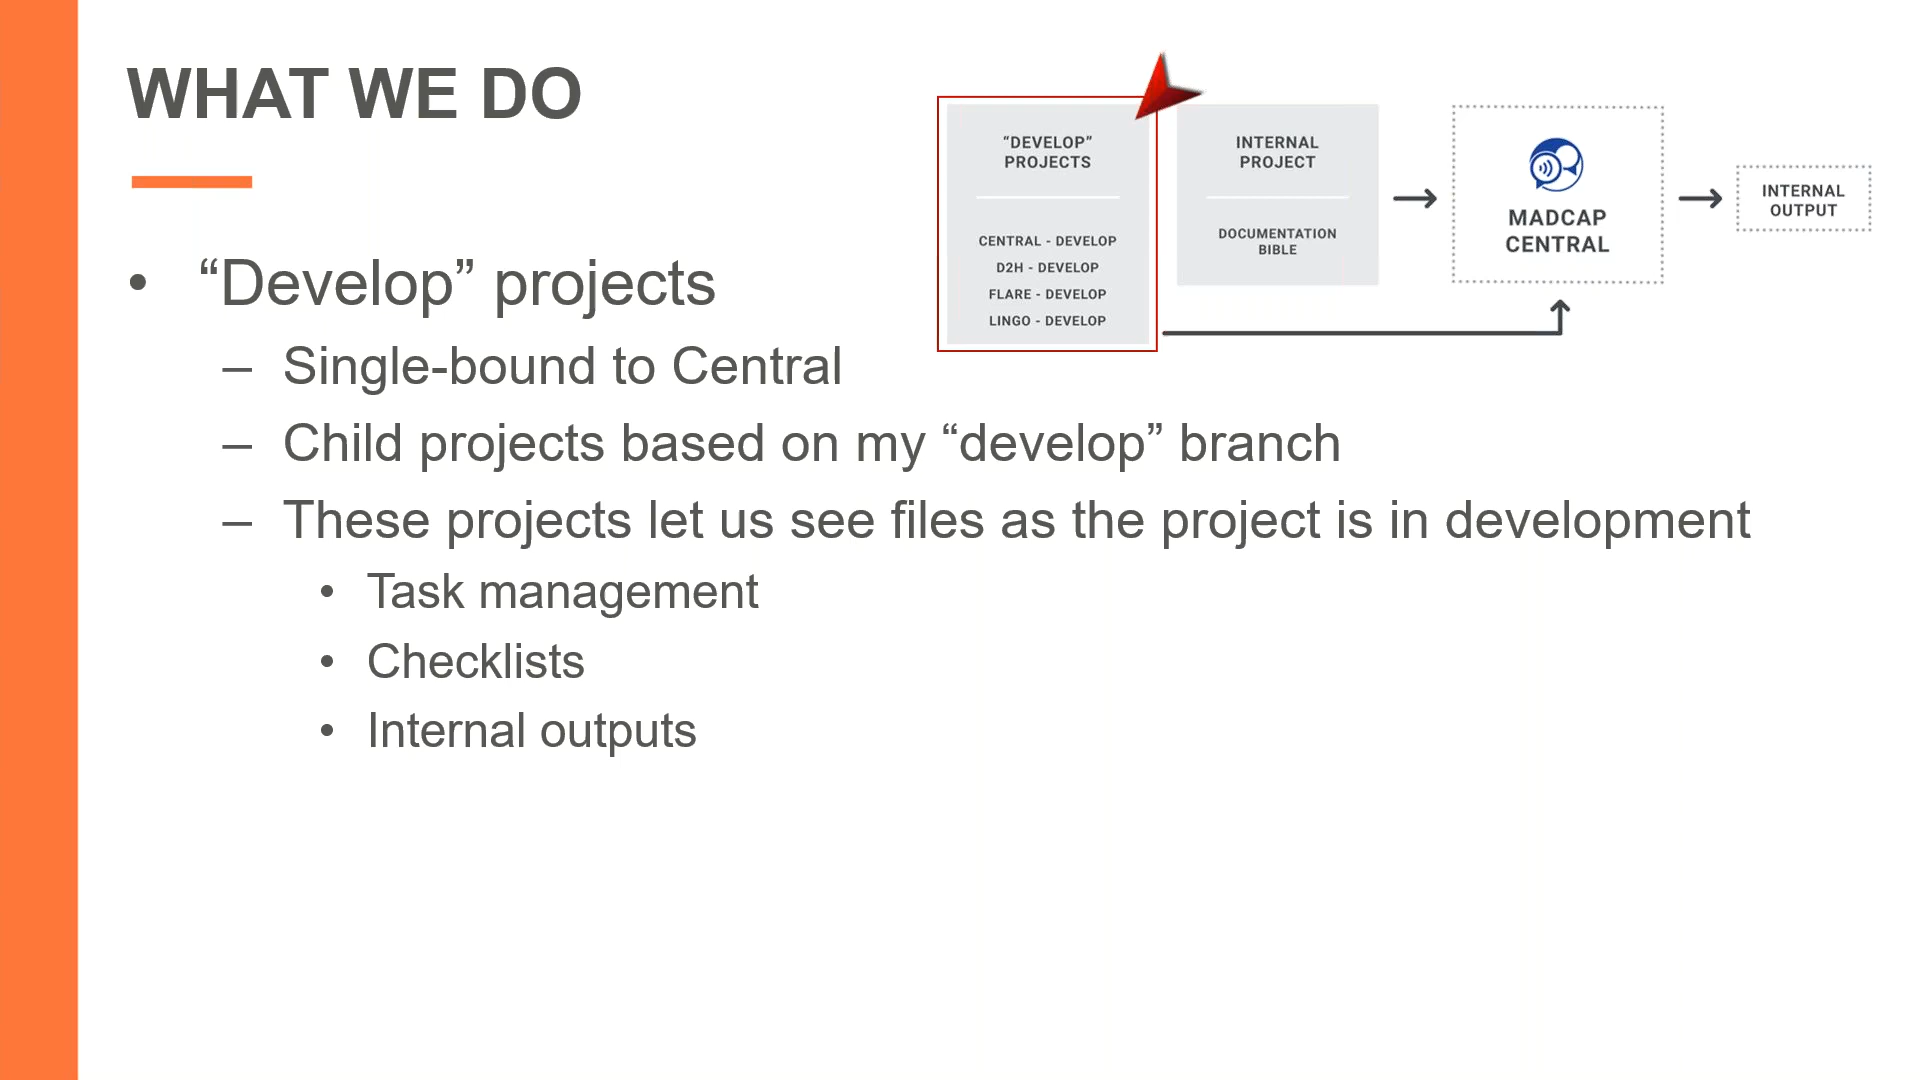 WHAT WE DO
• “Develop” projects
– Single-bound to Central
– Child projects based on my “develop” branch
– These projects let us see files as the project is in development
• Task management
• Checklists
• Internal outputs
“DEVELOP”
PROJECTS
CENTRAL - DEVELOP
D2H - DEVELOP
FLARE - DEVELOP
LINGO - DEVELOP
INTERNAL
PROJECT
DOCUMENTATION
BIBLE
MADCAP
CENTRAL
INTERNAL
OUTPUT